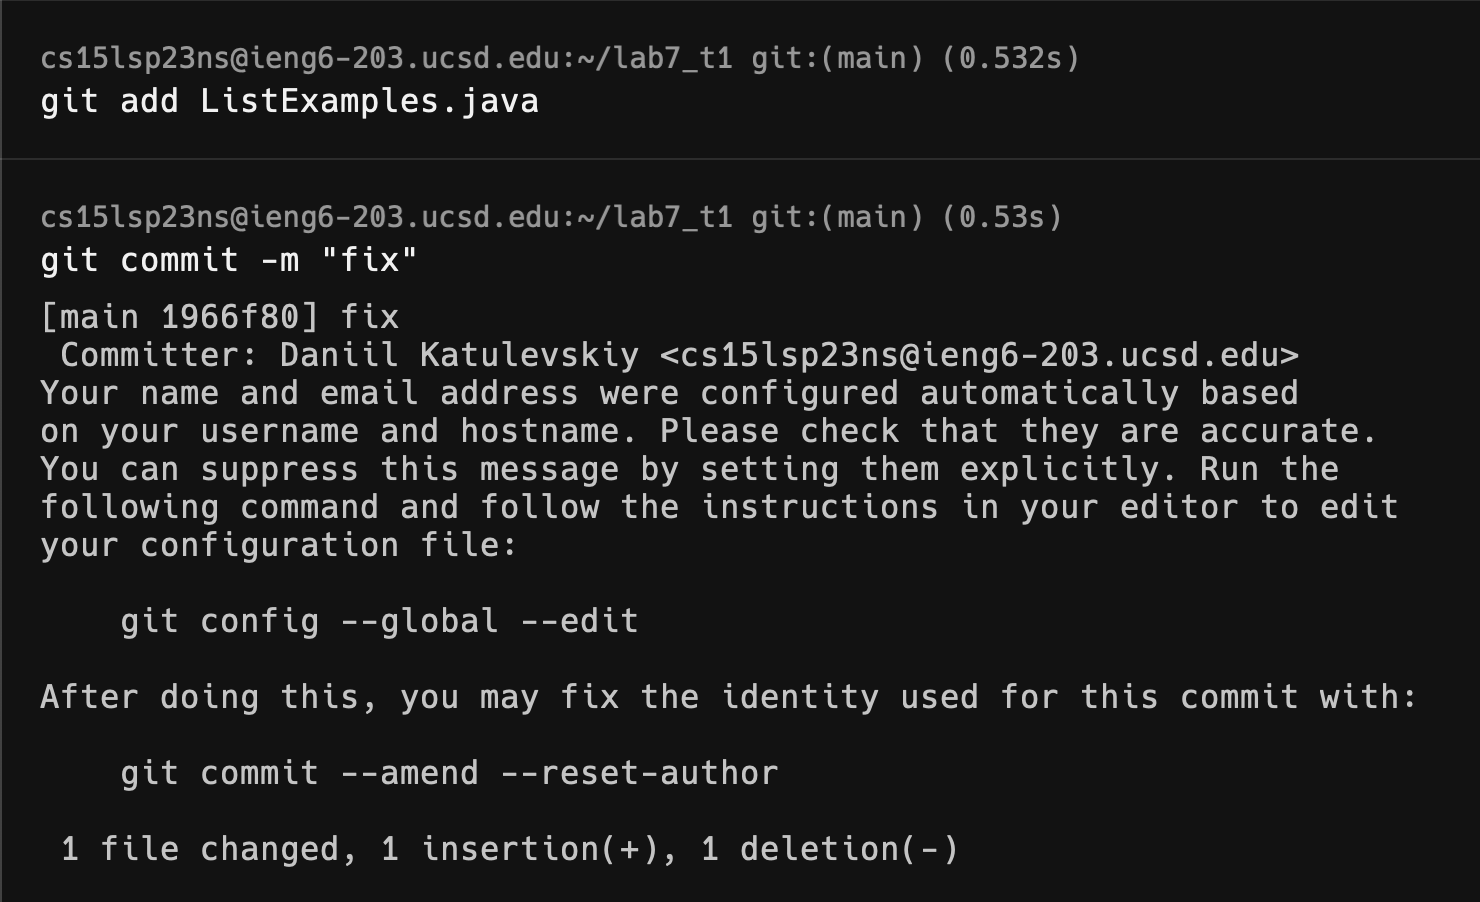 cs15lsp23ns@ieng6-203.ucsd.edu:~/lab7_t1 git:(main) (0.532s)
git add ListExamples.java
cs15lsp23ns@ieng6-203.ucsd.edu:~/lab7_t1 git:(main) (0.53s)
git commit -m "fix"
[main 1966f80] fix
 Committer: Daniil Katulevskiy <cs15lsp23ns@ieng6-203.ucsd.edu>
Your name and email address were configured automatically based
on your username and hostname. Please check that they are accurate.
You can suppress this message by setting them explicitly. Run the
following command and follow the instructions in your editor to edit
your configuration file:
    git config --global --edit
After doing this, you may fix the identity used for this commit with:
    git commit --amend --reset-author
 1 file changed, 1 insertion(+), 1 deletion(-)